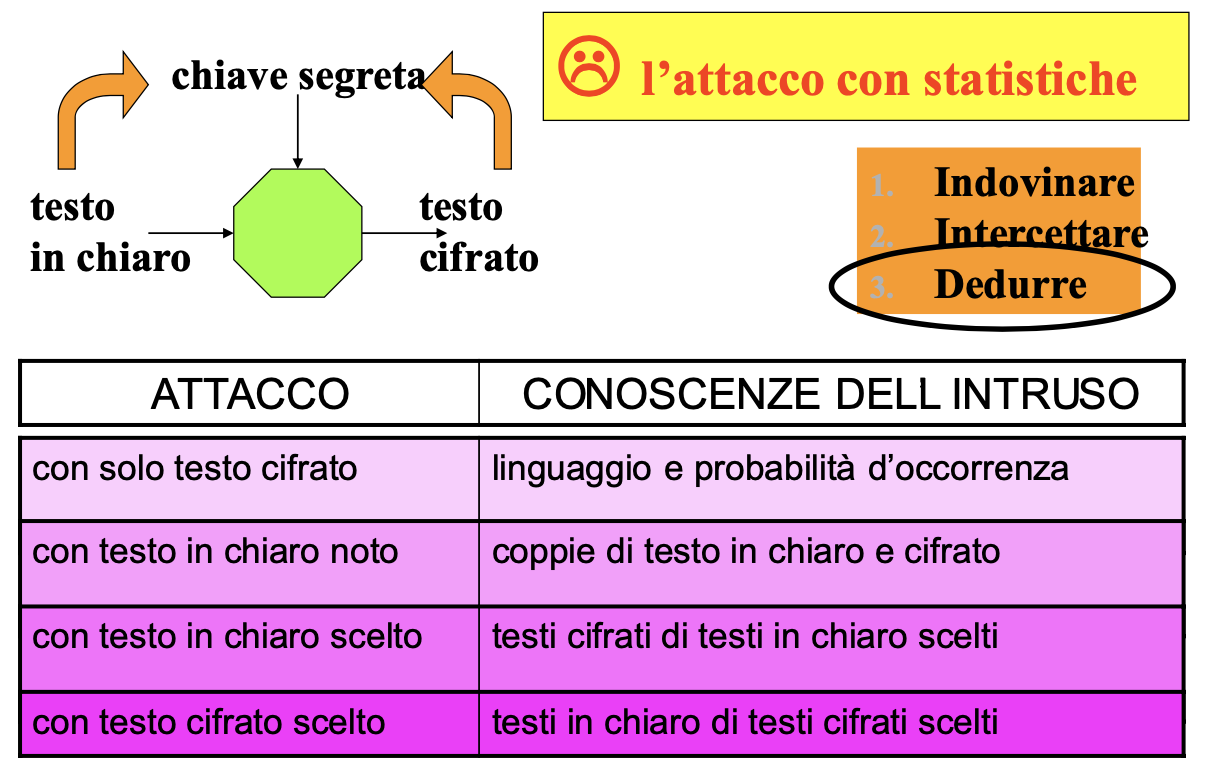 chiave segreta
testo
in chiaro
testo
cifrato
l’attacco con statistiche
1. Indovinare
2. Intercettare
3. Dedurre
ATTACCO CONOSCENZE DELL INTRUSO
con solo testo cifrato linguaggio e probabilità d’occorrenza
con testo in chiaro noto coppie di testo in chiaro e cifrato
con testo in chiaro scelto testi cifrati di testi in chiaro scelti
con testo cifrato scelto testi in chiaro di testi cifrati scelti